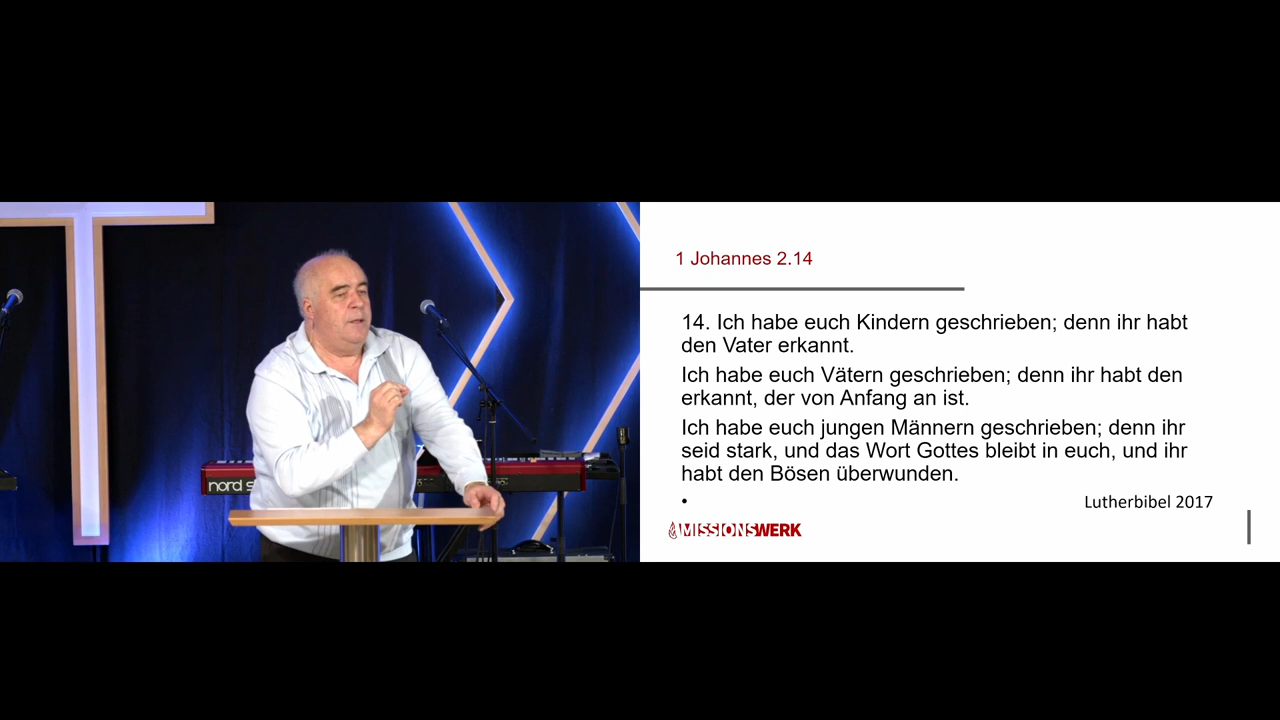 nord s
1 Johannes 2.14
14. Ich habe euch Kindern geschrieben; denn ihr habt
den Vater erkannt.
Ich habe euch Vätern geschrieben; denn ihr habt den
erkannt, der von Anfang an ist.
Ich habe euch jungen Männern geschrieben; denn ihr
seid stark, und das Wort Gottes bleibt in euch, und ihr
habt den Bösen überwunden.
• Lutherbibel 2017
MISSIONSWERK